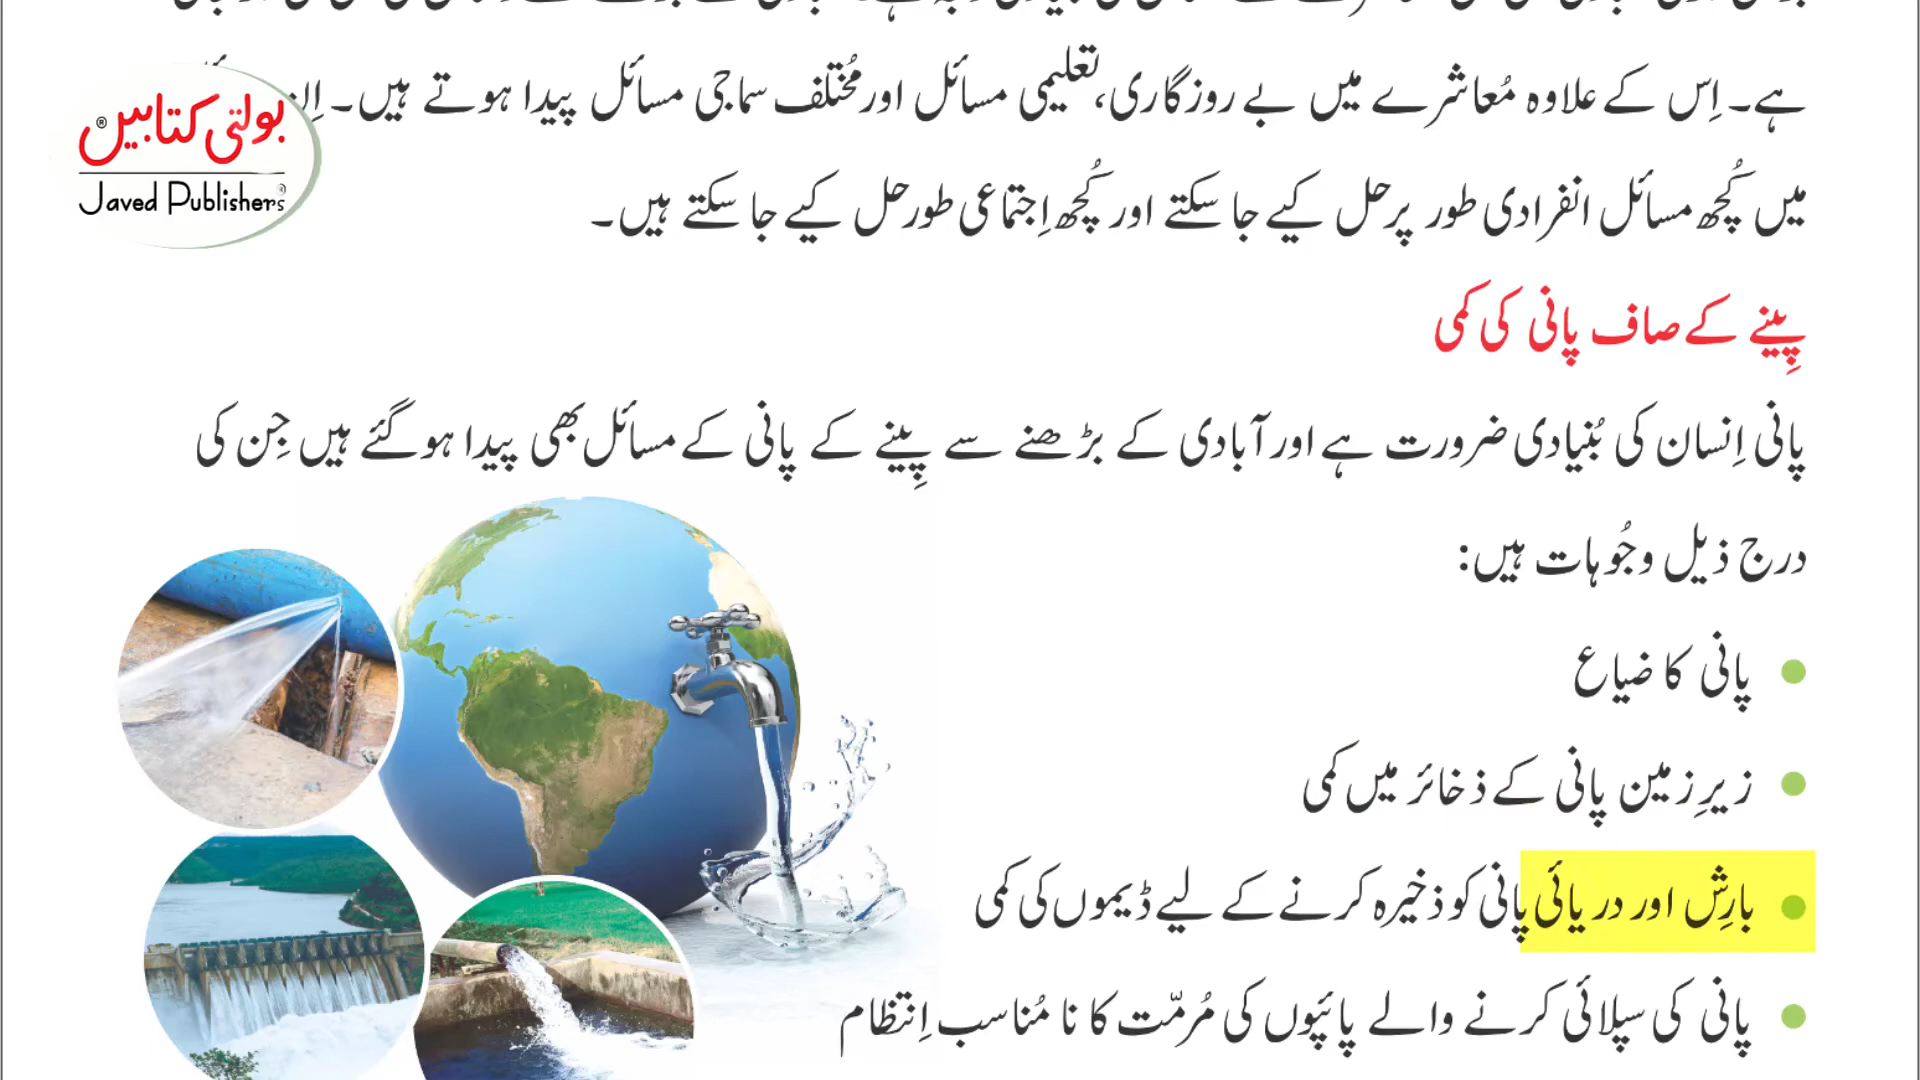 ہے۔ اِس کے علاوہ مُعاشرے میں بے روزگاری، تعلیمی مسائل اور مُختلف سماجی مسائل پیدا ہوتے ہیں۔
بولتی کتابیں®
Javed Publishers®
میں کُچھ مسائل انفرادی طور پر حل کیے جا سکتے اور کُچھ اِجتماعی طور حل کیے جا سکتے ہیں۔
پِینے کے صاف پانی کی کمی
پانی اِنسان کی بُنیادی ضرورت ہے اور آبادی کے بڑھنے سے پِینے کے پانی کے مسائل بھی پیدا ہو گئے ہیں جِن کی
درج ذیل وجُوہات ہیں:
• پانی کا ضیاع
• زیرِ زمین پانی کے ذخائر میں کمی
• بارِش اور دریائی پانی کو ذخیرہ کرنے کے لیے ڈیموں کی کمی
• پانی کی سپلائی کرنے والے پائپوں کی مُرمّت کا نا مُناسب اِنتظام